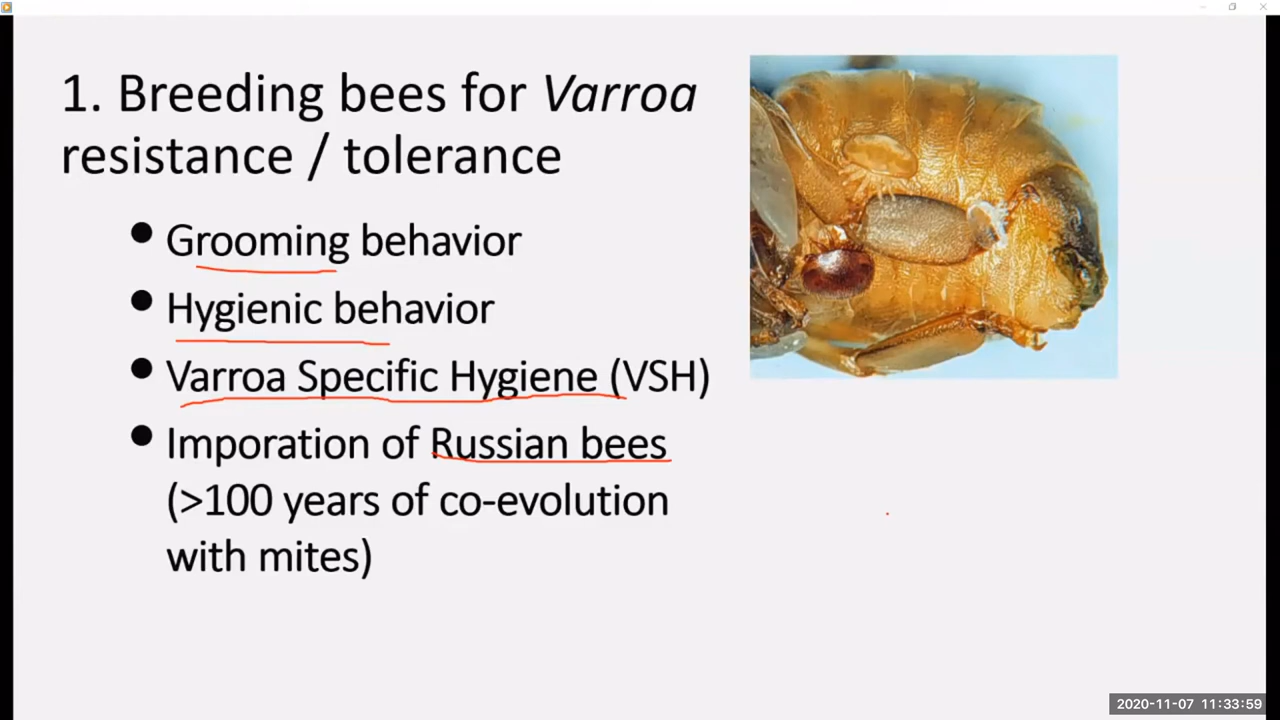 1. Breeding bees for Varroa
resistance / tolerance
• Grooming behavior
• Hygienic behavior
• Varroa Specific Hygiene (VSH)
• Imporation of Russian bees
(>100 years of co-evolution
with mites)
2020-11-07 11:33:59